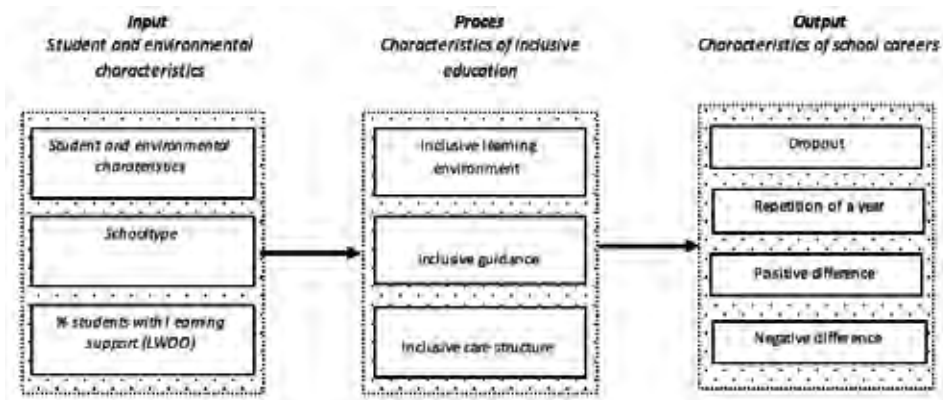 Input
Student and environmental
characteristics
Student and environmental
characteristics
Schooltype
% students with learning
support (LWOO)
Proces
Characteristics of inclusive
education
Inclusive learning
environment
Inclusive guidance
Inclusive care structure
Output
Characteristics of school careers
Dropout
Repetition of a year
Positive difference
Negative difference